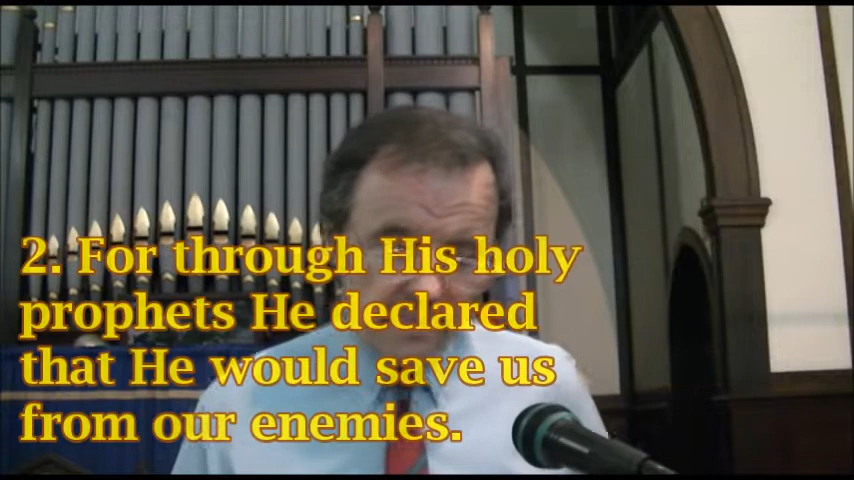 2. For through His holy
prophets He declared
that He would save us
from our enemies.